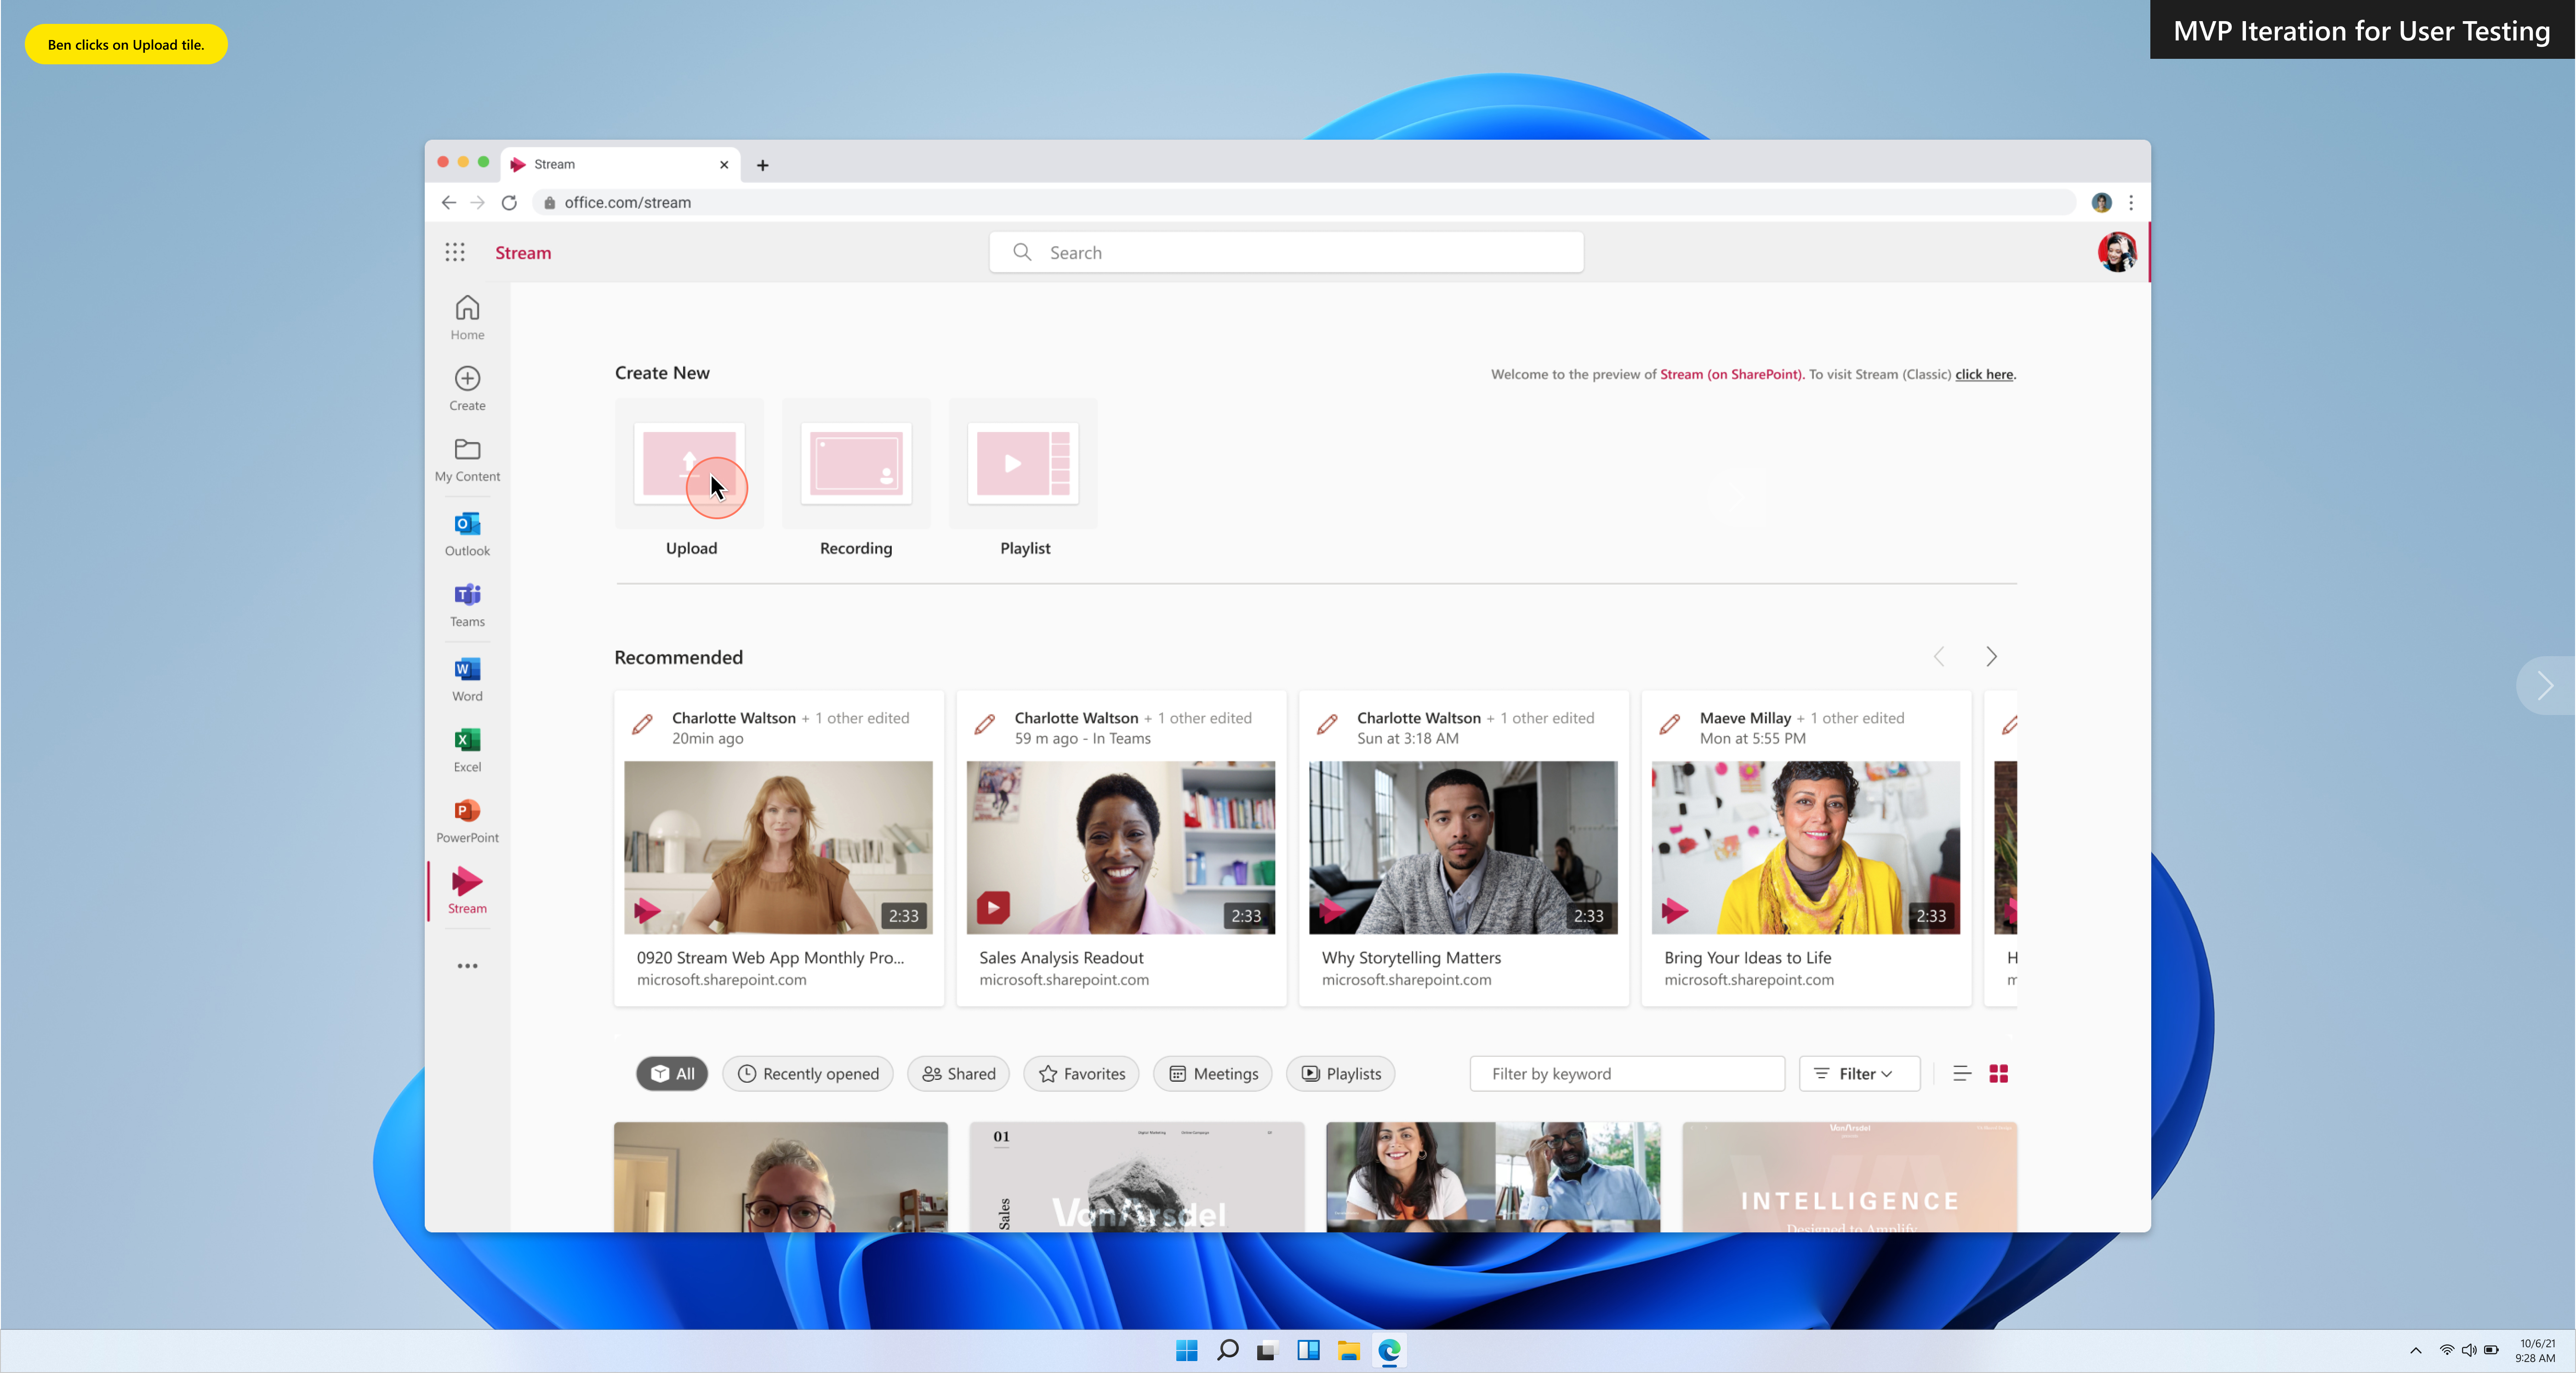 Ben clicks on Upload tile.
MVP Iteration for User Testing
Stream
office.com/stream
Stream
Search
Home
Create
My Content
Outlook
Teams
Word
Excel
PowerPoint
Stream
Create New
Welcome to the preview of Stream (on SharePoint). To visit Stream (Classic) click here.
Upload
Recording
Playlist
Recommended
Charlotte Waltson + 1 other edited
20min ago
2:33
0920 Stream Web App Monthly Pro...
microsoft.sharepoint.com
Charlotte Waltson + 1 other edited
59 m ago - In Teams
2:33
Sales Analysis Readout
microsoft.sharepoint.com
Charlotte Waltson + 1 other edited
Sun at 3:18 AM
2:33
Why Storytelling Matters
microsoft.sharepoint.com
Maeve Millay + 1 other edited
Mon at 5:55 PM
2:33
Bring Your Ideas to Life
microsoft.sharepoint.com
H
All
Recently opened
Shared
Favorites
Meetings
Playlists
Filter by keyword
Filter
01
Digital Marketing
Sales
VanArsdel
VanArsdel
INTELLIGENCE
Designed to Amplify
10/6/21
9:28 AM